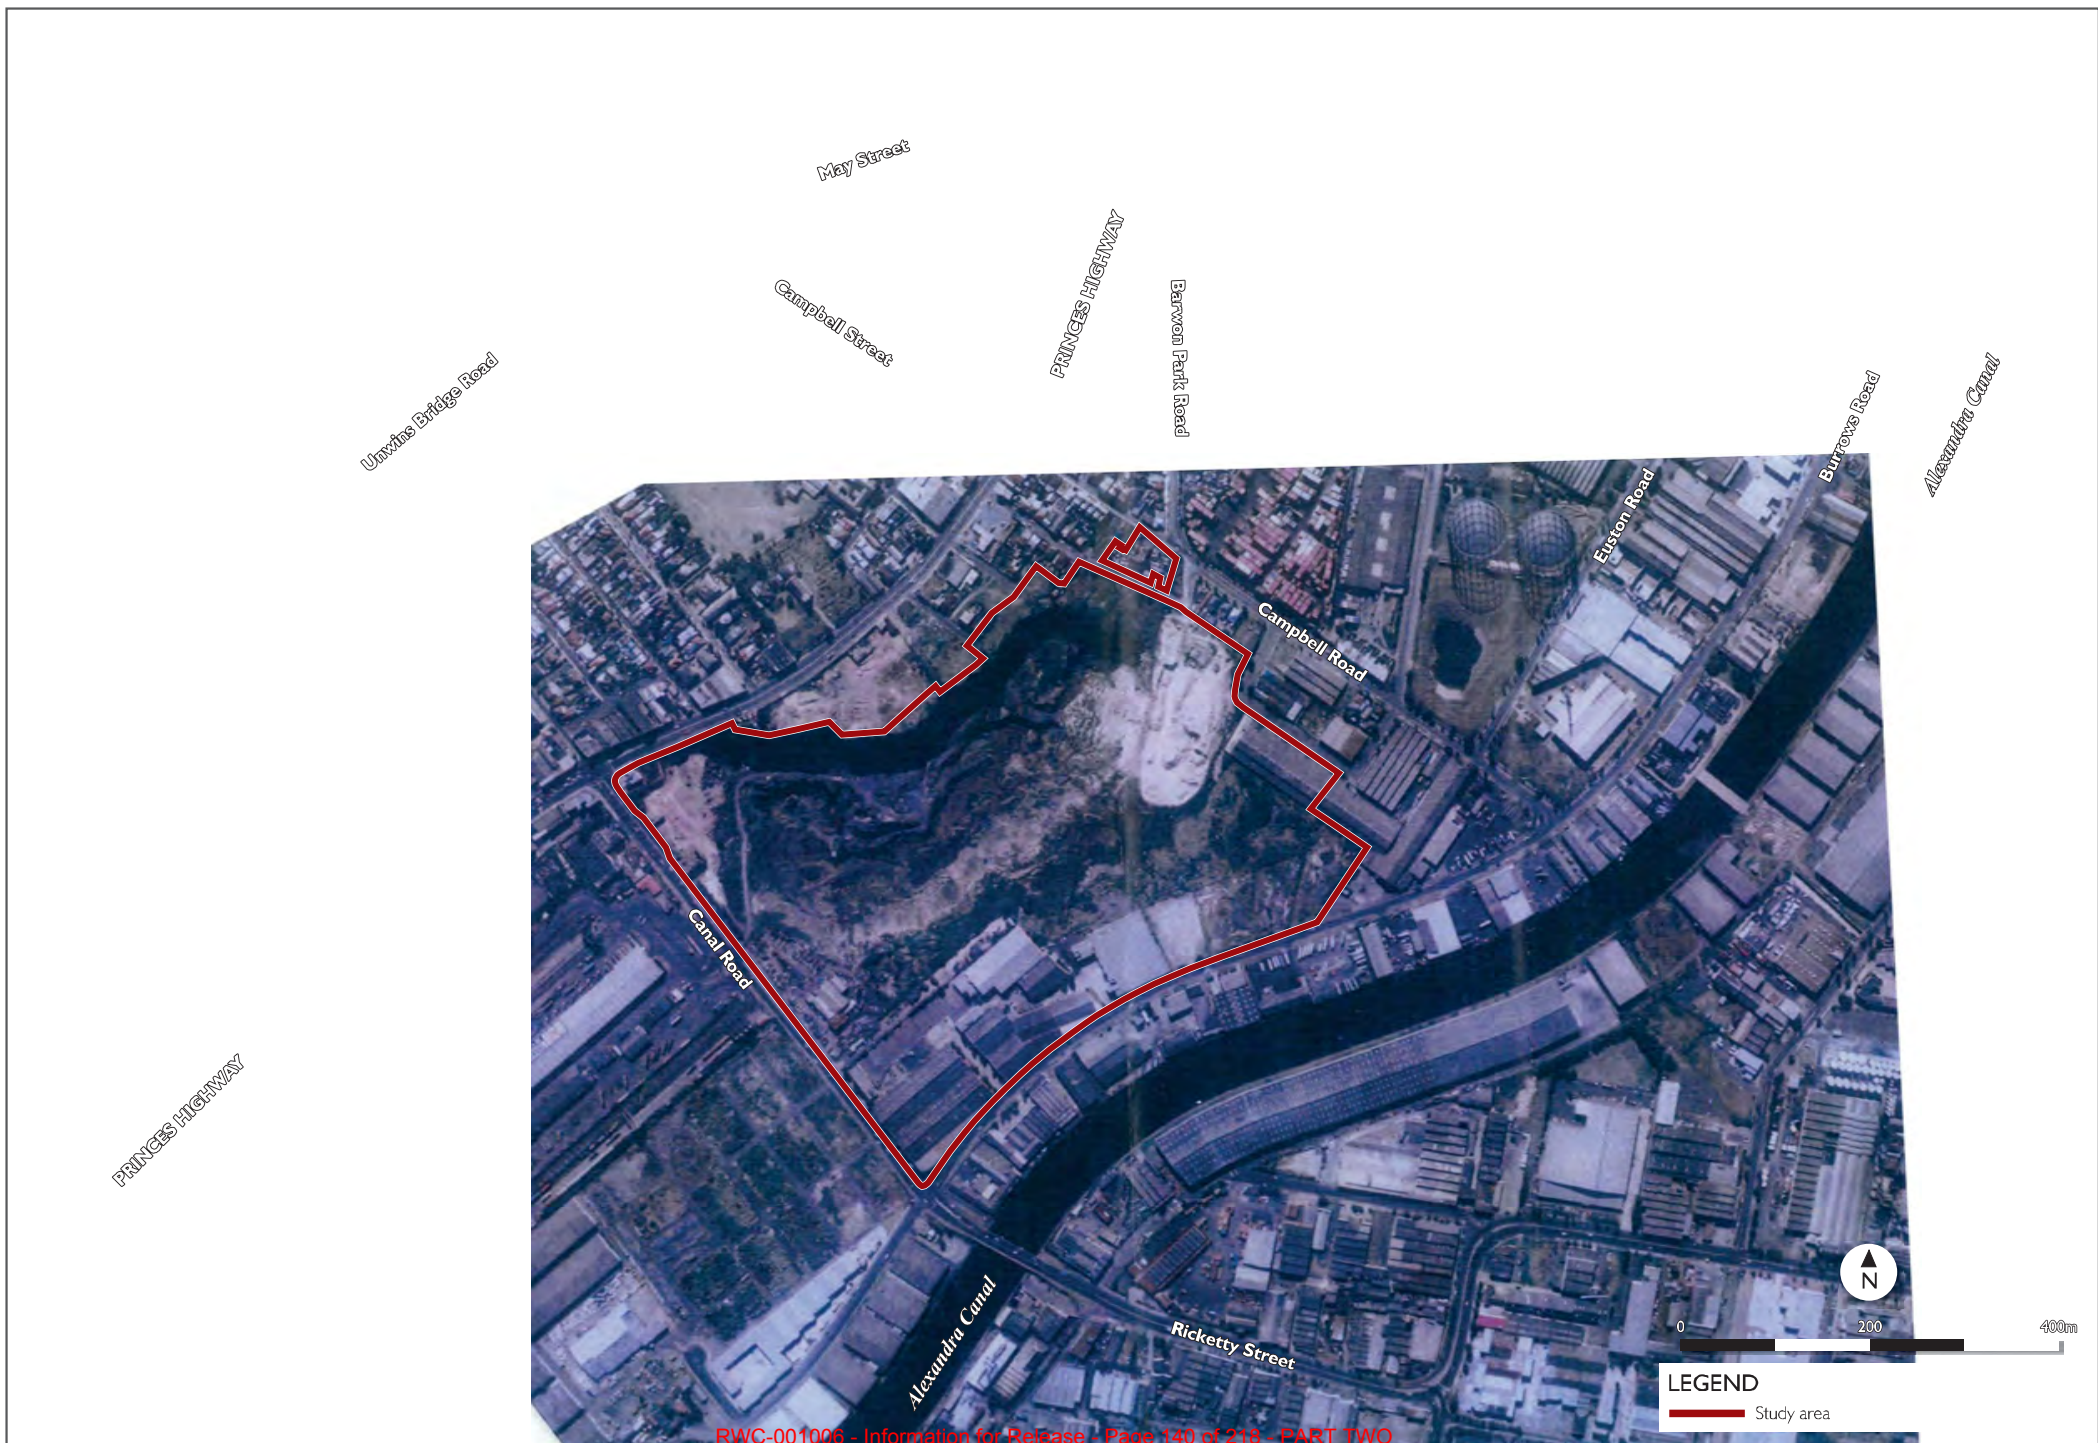 May Street
PRINCES HIGHWAY
Campbell Street
Barwon Park Road
Unwins Bridge Road
Burrows Road
Alexandra Canal
Euston Road
Campbell Road
Canal Road
PRINCES HIGHWAY
Alexandra Canal
Ricketty Street
N
0 200 400m
LEGEND
Study area
RWC-001006 - Information for Release - Page 140 of 218 - PART TWO